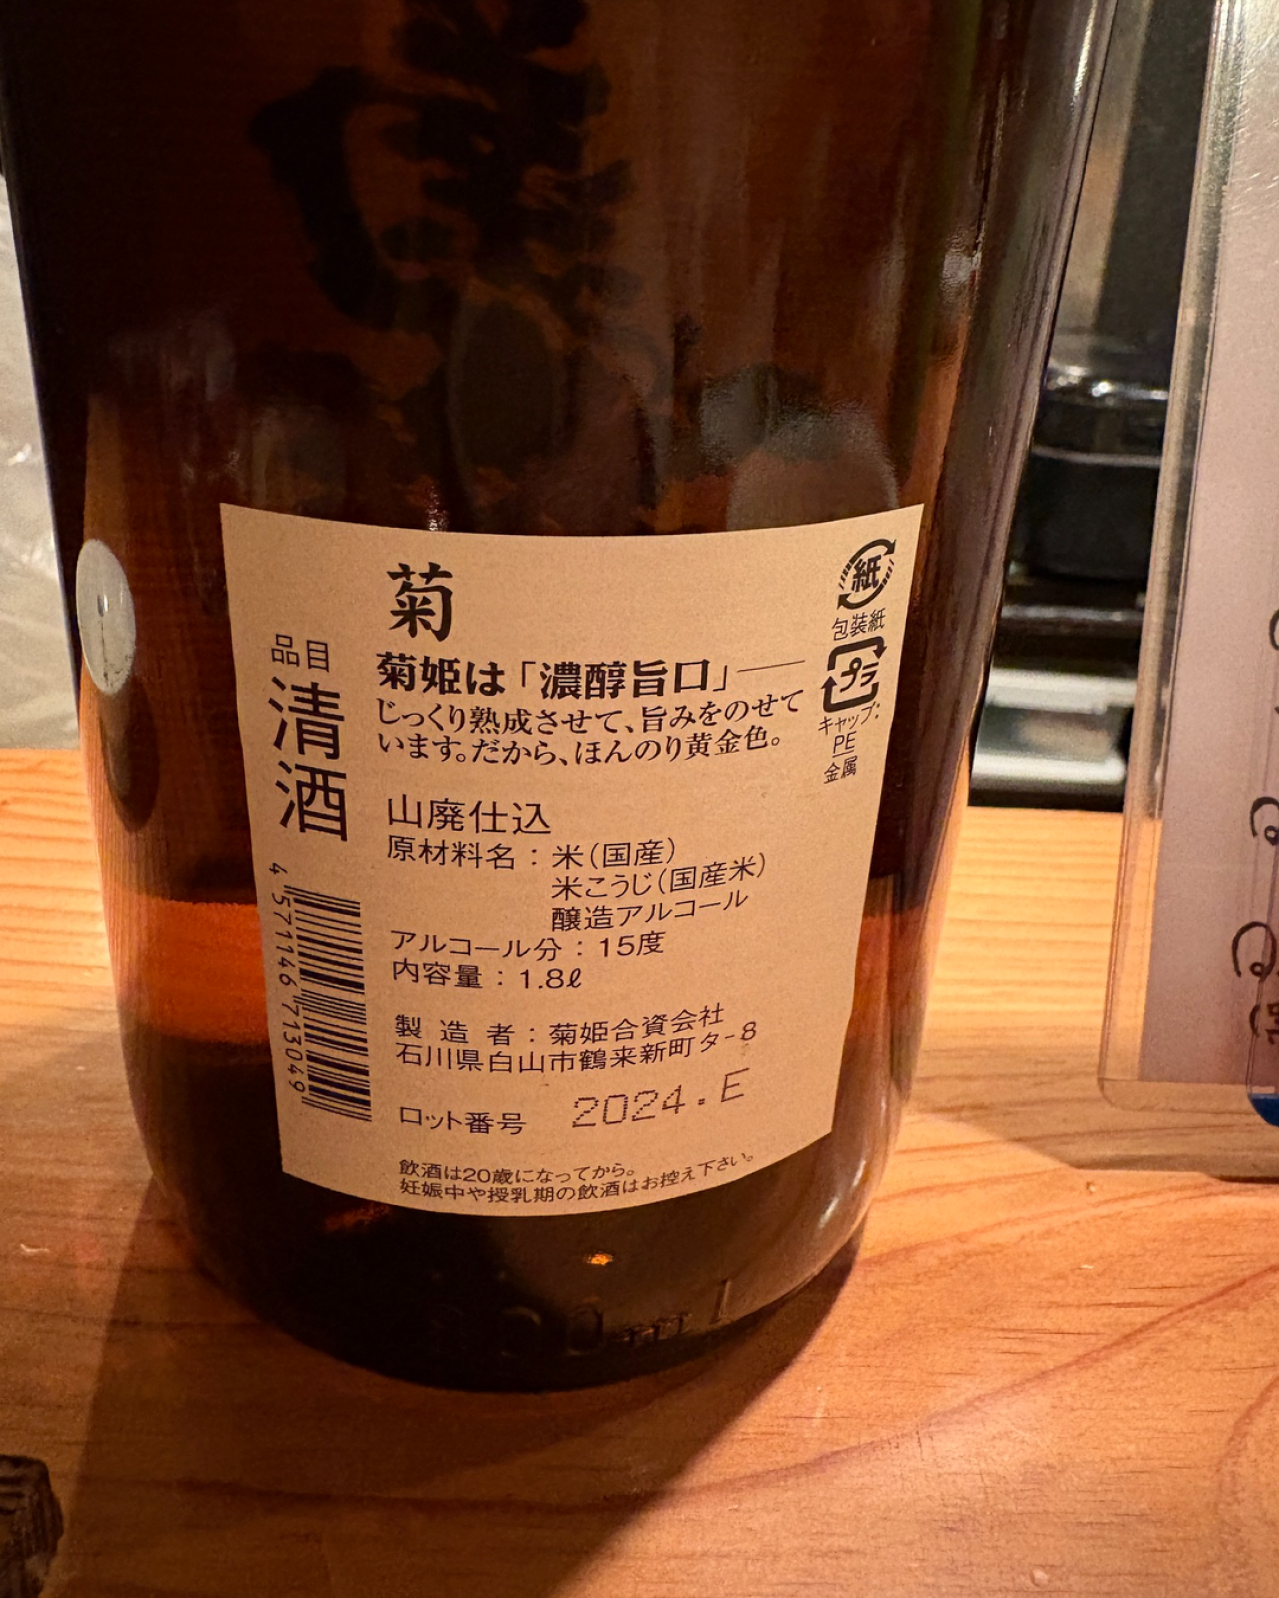 菊
菊姫は「濃醇旨口」──
じっくり熟成させて、旨みをのせて
います。だから、ほんのり黄金色。
品目
清酒
山廃仕込
原材料名：米(国産)
米こうじ(国産米)
醸造アルコール
アルコール分：15度
内容量：1.8ℓ
製造者：菊姫合資会社
石川県白山市鶴来新町タ-8
ロット番号 2024.E
飲酒は20歳になってから。
妊娠中や授乳期の飲酒はお控え下さい。
4 571146 713049
紙
包装紙
プラ
キャップ:
PE
金属